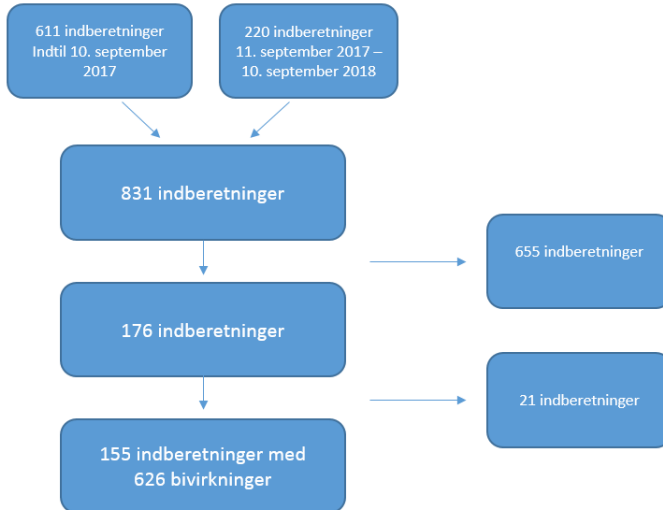 611 indberetninger
Indtil 10. september
2017
220 indberetninger
11. september 2017 –
10. september 2018
831 indberetninger
655 indberetninger
176 indberetninger
21 indberetninger
155 indberetninger med
626 bivirkninger